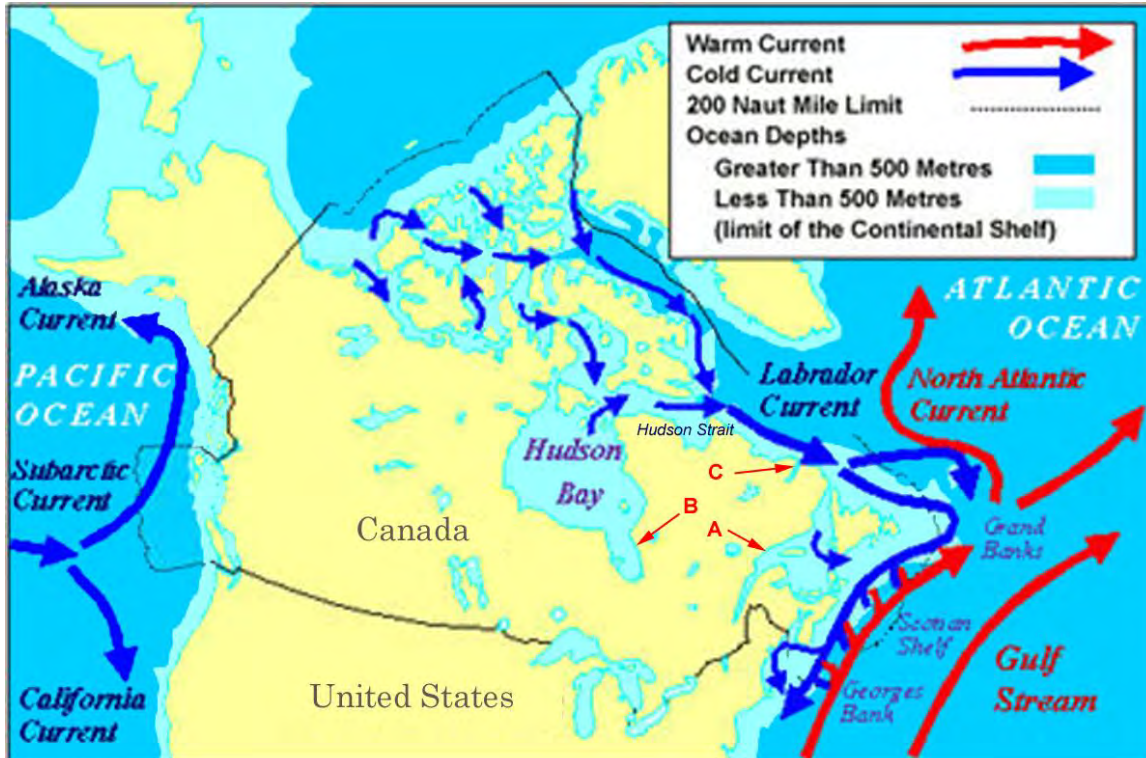 Warm Current
Cold Current
200 Naut Mile Limit
Ocean Depths
Greater Than 500 Metres
Less Than 500 Metres
(limit of the Continental Shelf)
Alaska
Current
PACIFIC
OCEAN
Subarctic
Current
California
Current
Canada
United States
Hudson
Bay
Hudson Strait
C
B
A
Labrador
Current
ATLANTIC
OCEAN
North Atlantic
Current
Grand
Banks
Scotian
Shelf
Georges
Bank
Gulf
Stream